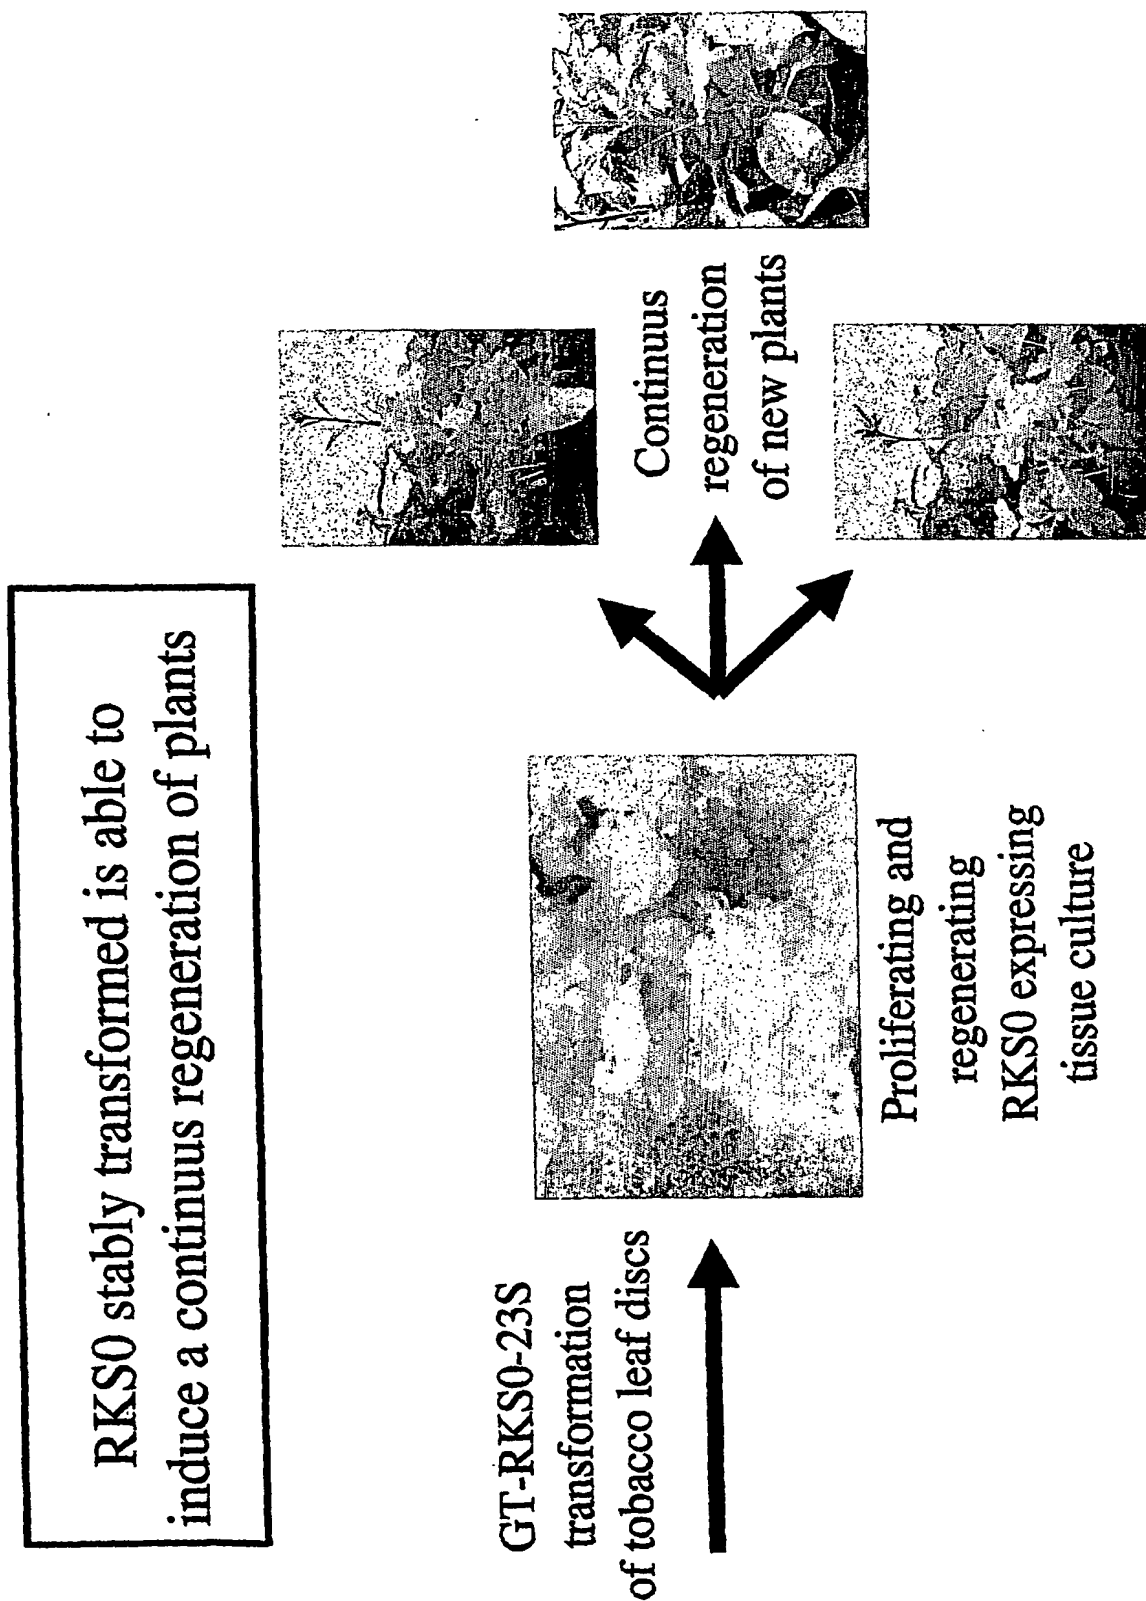 RKS0 stably transformed is able to
induce a continuus regeneration of plants
GT-RKS0-23S
transformation
of tobacco leaf discs
Proliferating and
regenerating
RKS0 expressing
tissue culture
Continuus
regeneration
of new plants